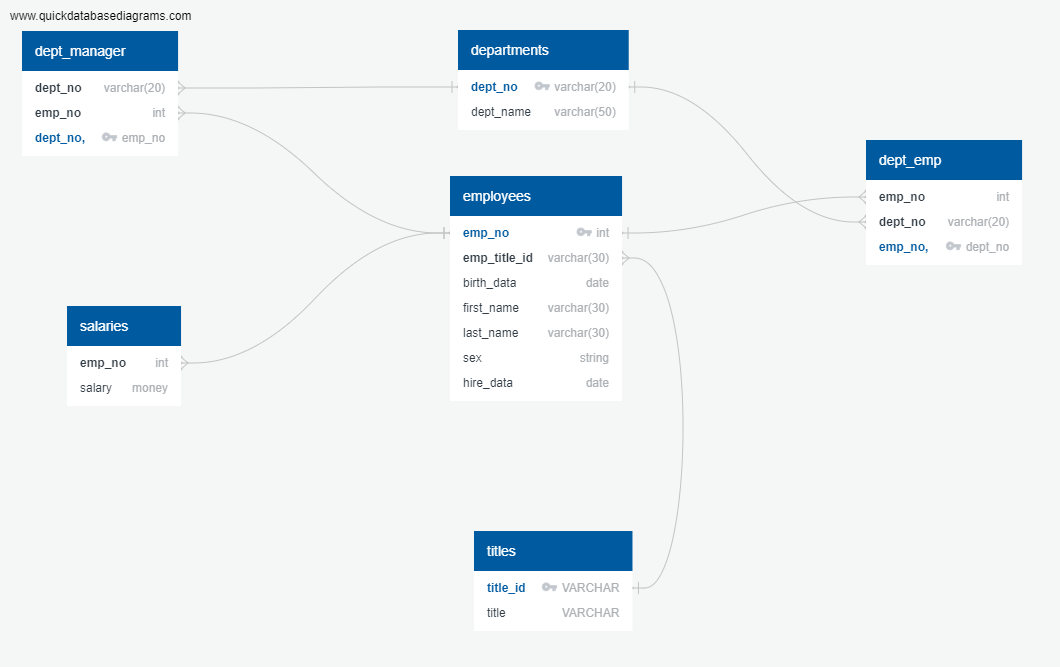 www.quickdatabasediagrams.com
dept_manager
dept_no varchar(20)
emp_no int
dept_no, emp_no
departments
dept_no varchar(20)
dept_name varchar(50)
dept_emp
emp_no int
dept_no varchar(20)
emp_no, dept_no
employees
emp_no int
emp_title_id varchar(30)
birth_data date
first_name varchar(30)
last_name varchar(30)
sex string
hire_data date
salaries
emp_no int
salary money
titles
title_id VARCHAR
title VARCHAR